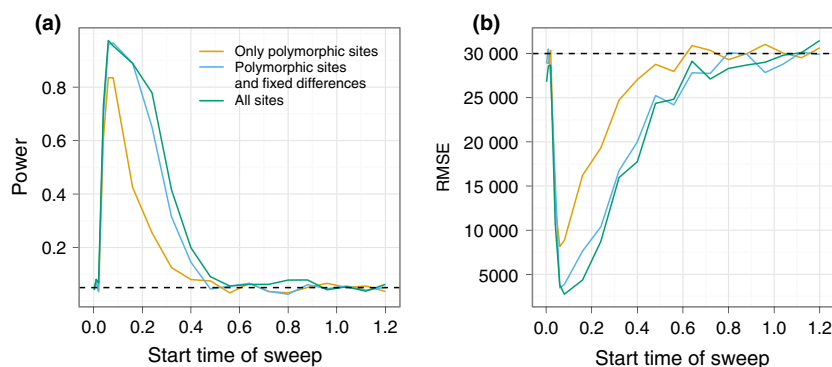 (a)
Only polymorphic sites
Polymorphic sites
and fixed differences
All sites
Power
0.8
0.6
0.4
0.2
0.0 0.2 0.4 0.6 0.8 1.0 1.2
Start time of sweep
(b)
RMSE
30 000
25 000
20 000
15 000
10 000
5000
0.0 0.2 0.4 0.6 0.8 1.0 1.2
Start time of sweep